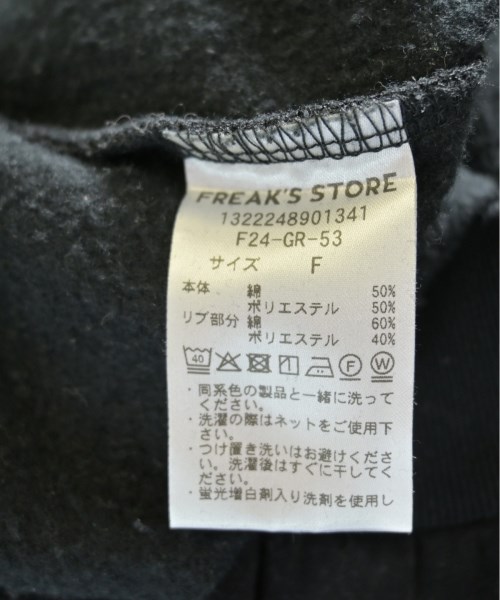 FREAK'S STORE
1322248901341
F24-GR-53
サイズ F
本体 綿 50%
ポリエステル 50%
リブ部分 綿 60%
ポリエステル 40%
40 F W
・同系色の製品と一緒に洗って
ください。
・洗濯の際はネットをご使用下
さい。
・つけ置き洗いはお避けくださ
い。洗濯後はすぐに干してく
ださい。
・蛍光増白剤入り洗剤を使用し